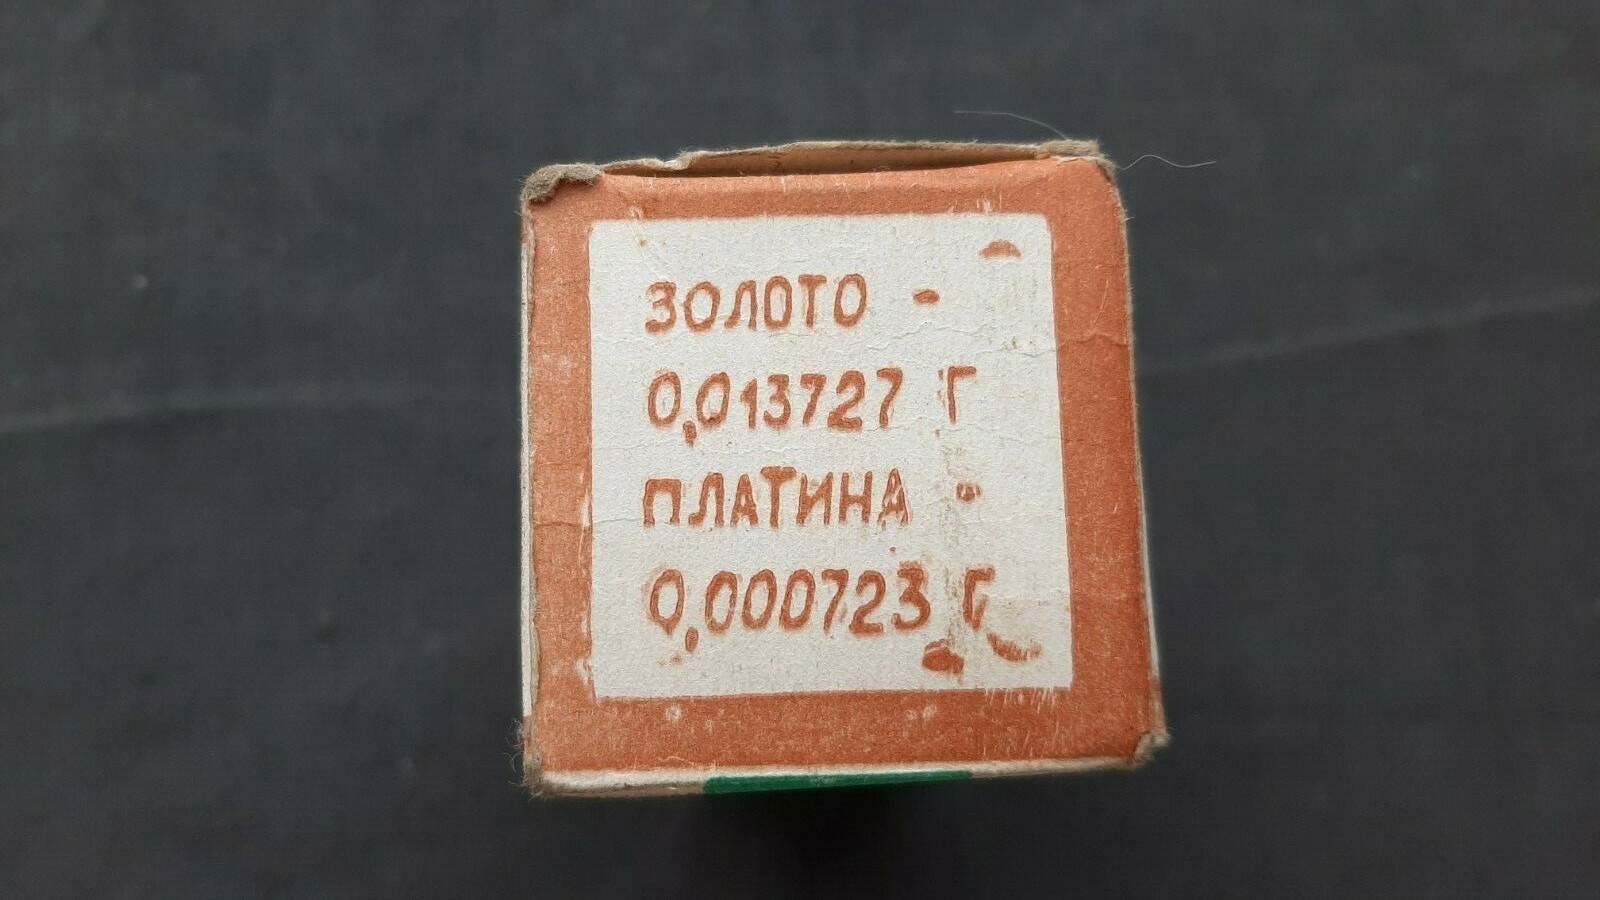 ЗОЛОТО -
0,013727 Г
ПЛАТИНА -
0,000723 Г